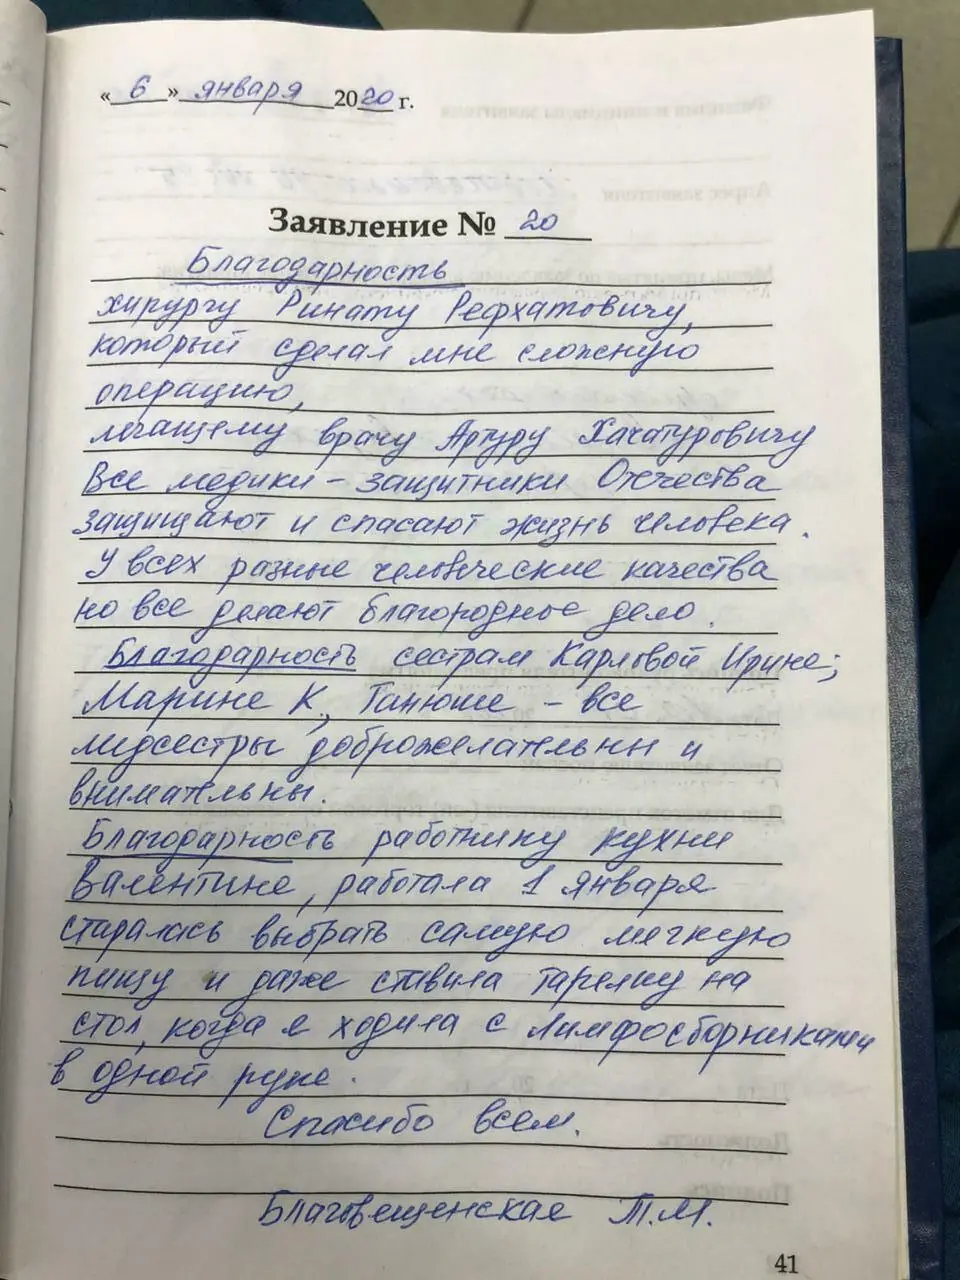 « 6 » января 2020 г.
Заявление № 20
Благодарность
хирургу Ринату Рефхатовичу,
который сделал мне сложную
операцию,
лечащему врачу Артуру Хачатуровичу
Все медики – защитники Отечества
защищают и спасают жизнь человека.
У всех разные человеческие качества
но все делают благородное дело.
Благодарность сестрам Карловой Ирине;
Марине К, Танюше – все
медсестры доброжелательны и
внимательны.
Благодарность работнику кухни
Валентине, работала 1 января
старалась выбрать самую мягкую
пищу и даже ставила тарелку на
стол, когда я ходила с лимфосборниками
в одной руке.
Спасибо всем.
Благовещенская Т.М.
41